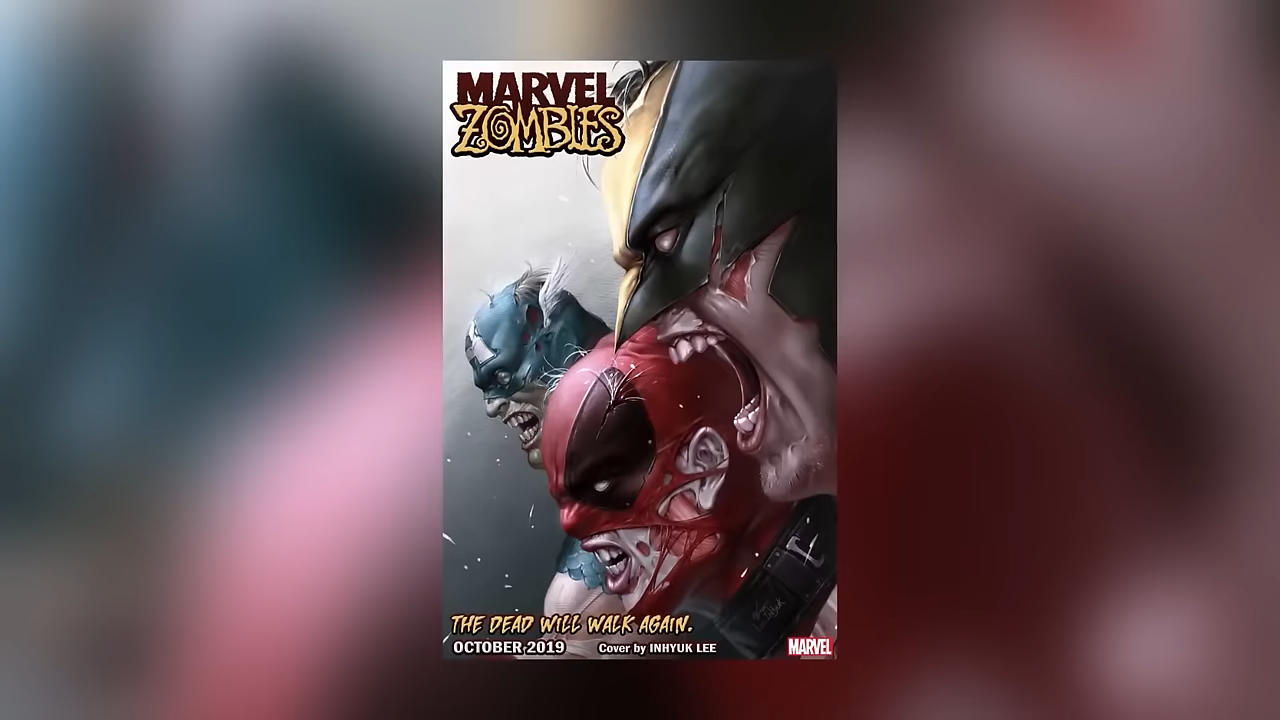 MARVEL
ZOMBIES
THE DEAD WILL WALK AGAIN.
OCTOBER 2019
Cover by INHYUK LEE
MARVEL